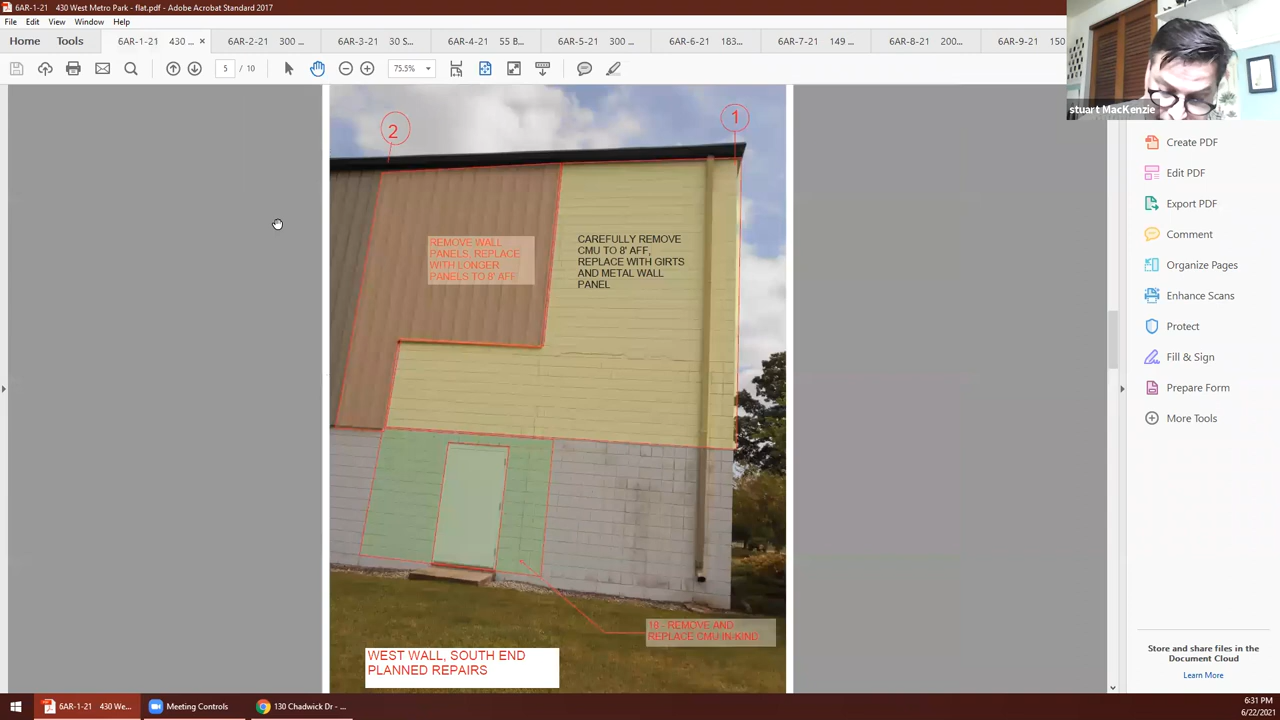 6AR-1-21 430 West Metro Park - flat.pdf - Adobe Acrobat Standard 2017
File Edit View Window Help
Home Tools 6AR-1-21 430 ... × 6AR-2-21 300 ... 6AR-3-21 30 S... 6AR-4-21 55 B... 6AR-5-21 300 ... 6AR-6-21 183... 6AR-7-21 149 ... 6AR-8-21 200... 6AR-9-21 150
5 / 10 75.5%
stuart MacKenzie
2
1
REMOVE WALL
PANELS, REPLACE
WITH LONGER
PANELS TO 8' AFF
CAREFULLY REMOVE
CMU TO 8' AFF,
REPLACE WITH GIRTS
AND METAL WALL
PANEL
18 - REMOVE AND
REPLACE CMU IN-KIND
WEST WALL, SOUTH END
PLANNED REPAIRS
Create PDF
Edit PDF
Export PDF
Comment
Organize Pages
Enhance Scans
Protect
Fill & Sign
Prepare Form
More Tools
Store and share files in the
Document Cloud
Learn More
6AR-1-21 430 We...
Meeting Controls
130 Chadwick Dr - ...
6:31 PM
6/22/2021